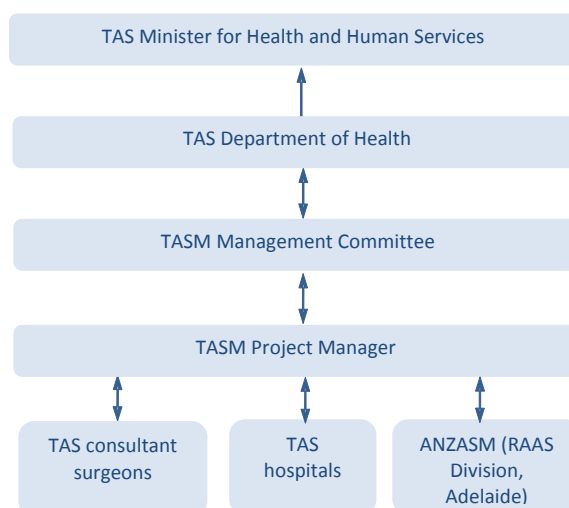 TAS Minister for Health and Human Services
TAS Department of Health
TASM Management Committee
TASM Project Manager
TAS consultant
surgeons
TAS
hospitals
ANZASM (RAAS
Division,
Adelaide)